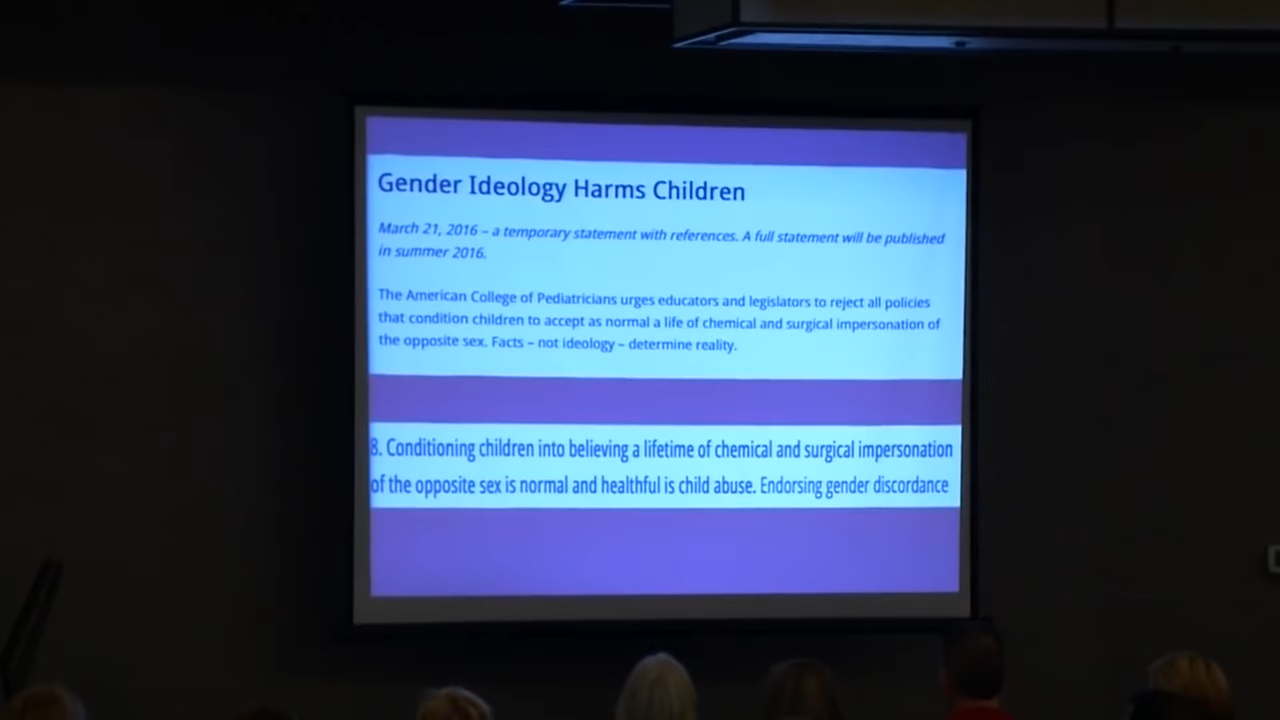 Gender Ideology Harms Children
March 21, 2016 – a temporary statement with references. A full statement will be published
in summer 2016.
The American College of Pediatricians urges educators and legislators to reject all policies
that condition children to accept as normal a life of chemical and surgical impersonation of
the opposite sex. Facts – not ideology – determine reality.
8. Conditioning children into believing a lifetime of chemical and surgical impersonation
of the opposite sex is normal and healthful is child abuse. Endorsing gender discordance